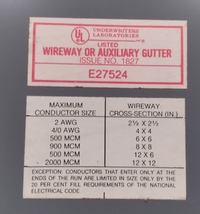 UL
UNDERWRITERS
LABORATORIES
LISTED
WIREWAY OR AUXILIARY GUTTER
ISSUE NO. 1827
E27524
MAXIMUM WIREWAY
CONDUCTOR SIZE CROSS-SECTION (IN.)
2 AWG 2½ X 2½
4/0 AWG 4 X 4
500 MCM 6 X 6
900 MCM 8 X 8
500 MCM 12 X 6
2000 MCM 12 X 12
EXCEPTION: CONDUCTORS THAT ENTER ONLY AT THE
ENDS OF THE RUN ARE LIMITED IN SIZE ONLY BY THE
20 PER CENT FILL REQUIREMENTS OF THE NATIONAL
ELECTRICAL CODE.